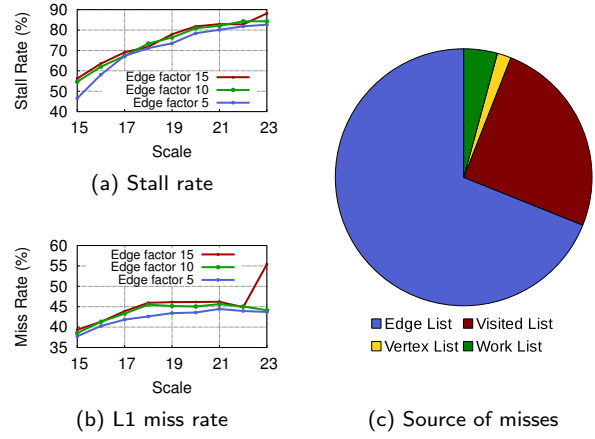 Stall Rate (%)
90
80
70
60
50
40
Edge factor 15
Edge factor 10
Edge factor 5
15 17 19 21 23
Scale
(a) Stall rate
Miss Rate (%)
60
55
50
45
40
35
Edge factor 15
Edge factor 10
Edge factor 5
15 17 19 21 23
Scale
(b) L1 miss rate
Edge List Visited List
Vertex List Work List
(c) Source of misses